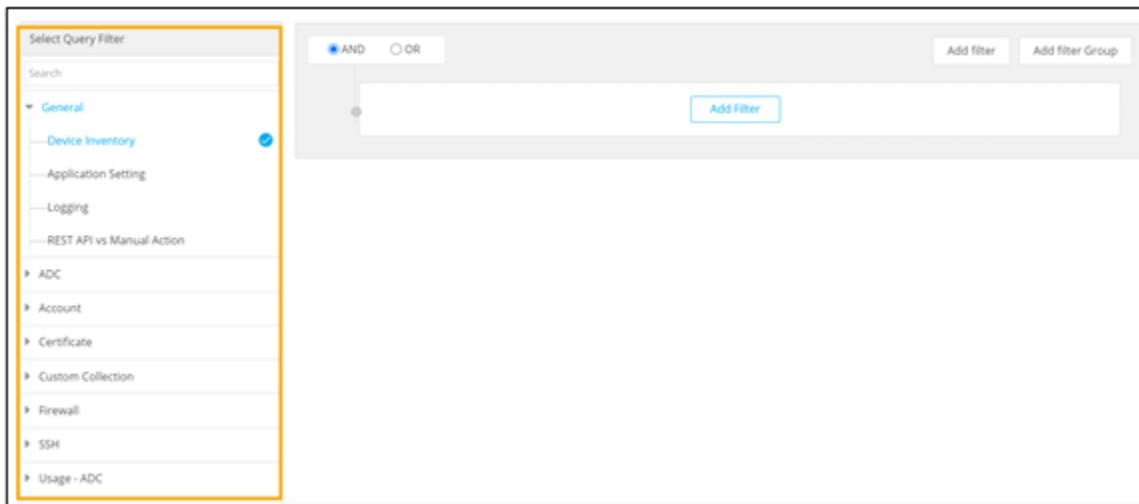 Select Query Filter
Search
General
Device Inventory
Application Setting
Logging
REST API vs Manual Action
ADC
Account
Certificate
Custom Collection
Firewall
SSH
Usage - ADC
AND OR
Add filter Add filter Group
Add Filter